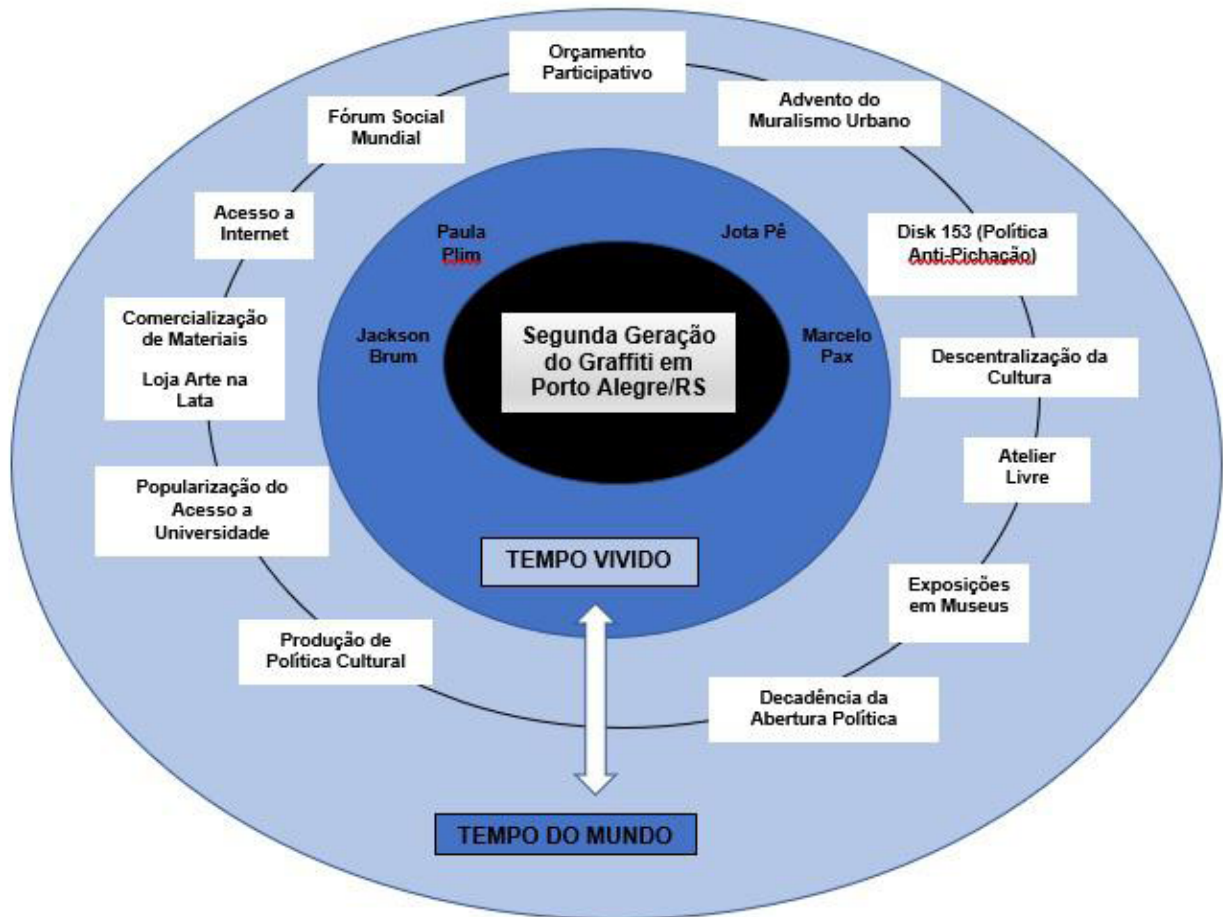 Orçamento
Participativo
Fórum Social
Mundial
Advento do
Muralismo Urbano
Acesso a
Internet
Paula
Plim
Jota Pê
Disk 153 (Política
Anti-Pichação)
Comercialização
de Materiais
Loja Arte na
Lata
Jackson
Brum
Segunda Geração
do Graffiti em
Porto Alegre/RS
Marcelo
Pax
Descentralização da
Cultura
Popularização do
Acesso a
Universidade
Atelier
Livre
TEMPO VIVIDO
Exposições
em Museus
Produção de
Política Cultural
Decadência da
Abertura Política
TEMPO DO MUNDO